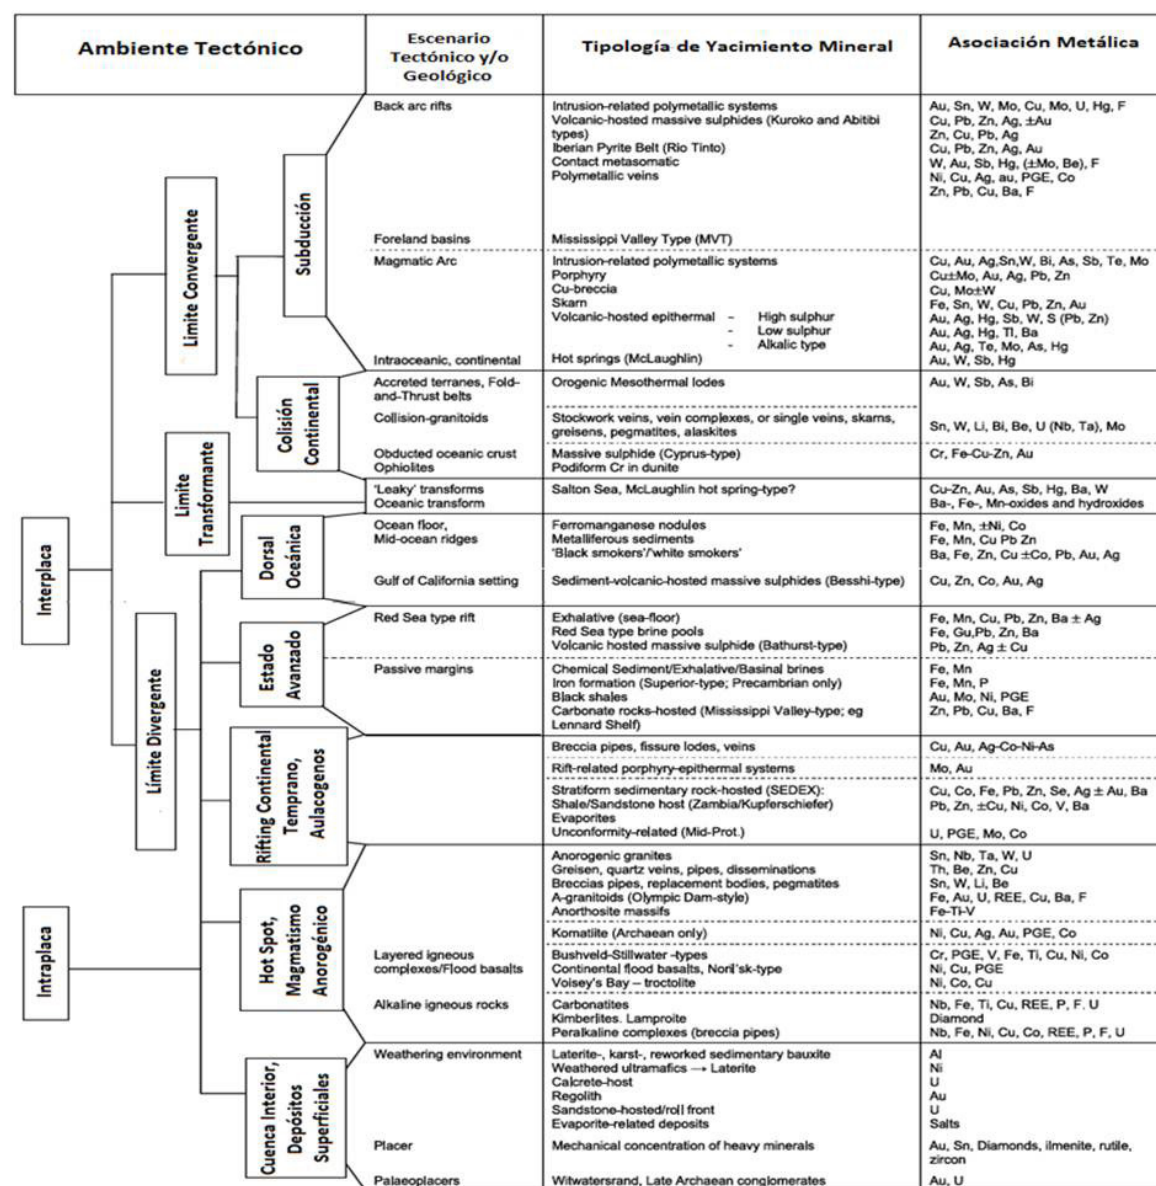 Ambiente Tectónico
Escenario
Tectónico y/o
Geológico
Tipología de Yacimiento Mineral
Asociación Metálica
Interplaca
Intraplaca
Limite Convergente
Limite
Transformante
Límite Divergente
Subducción
Colisión
Continental
Dorsal
Oceánica
Estado
Avanzado
Rifting Continental
Temprano,
Aulacogenos
Hot Spot,
Magmatismo
Anorogénico
Cuenca Interior,
Depósitos
Superficiales
Back arc rifts
Intrusion-related polymetallic systems
Au, Sn, W, Mo, Cu, Mo, U, Hg, F
Volcanic-hosted massive sulphides (Kuroko and Abitibi
Cu, Pb, Zn, Ag, ±Au
types)
Zn, Cu, Pb, Ag
Iberian Pyrite Belt (Rio Tinto)
Cu, Pb, Zn, Ag, Au
Contact metasomatic
W, Au, Sb, Hg, (±Mo, Be), F
Polymetallic veins
Ni, Cu, Ag, au, PGE, Co
Zn, Pb, Cu, Ba, F
Foreland basins
Mississippi Valley Type (MVT)
Magmatic Arc
Intrusion-related polymetallic systems
Cu, Au, Ag,Sn,W, Bi, As, Sb, Te, Mo
Porphyry
Cu±Mo, Au, Ag, Pb, Zn
Cu-breccia
Cu, Mo±W
Skarn
Fe, Sn, W, Cu, Pb, Zn, Au
Volcanic-hosted epithermal - High sulphur
Au, Ag, Hg, Sb, W, S (Pb, Zn)
- Low sulphur
Au, Ag, Hg, Tl, Ba
- Alkalic type
Au, Ag, Te, Mo, As, Hg
Intraoceanic, continental
Hot springs (McLaughlin)
Au, W, Sb, Hg
Accreted terranes, Fold-
and-Thrust belts
Orogenic Mesothermal lodes
Au, W, Sb, As, Bi
Collision-granitoids
Stockwork veins, vein complexes, or single veins, skarns,
greisens, pegmatites, alaskites
Sn, W, Li, Bi, Be, U (Nb, Ta), Mo
Obducted oceanic crust
Massive sulphide (Cyprus-type)
Cr, Fe-Cu-Zn, Au
Ophiolites
Podiform Cr in dunite
'Leaky' transforms
Salton Sea, McLaughlin hot spring-type?
Cu-Zn, Au, As, Sb, Hg, Ba, W
Oceanic transform
Ba-, Fe-, Mn-oxides and hydroxides
Ocean floor,
Ferromanganese nodules
Fe, Mn, ±Ni, Co
Mid-ocean ridges
Metalliferous sediments
Fe, Mn, Cu Pb Zn
'Black smokers'/'white smokers'
Ba, Fe, Zn, Cu ±Co, Pb, Au, Ag
Gulf of California setting
Sediment-volcanic-hosted massive sulphides (Besshi-type)
Cu, Zn, Co, Au, Ag
Red Sea type rift
Exhalative (sea-floor)
Fe, Mn, Cu, Pb, Zn, Ba ± Ag
Red Sea type brine pools
Fe, Gu,Pb, Zn, Ba
Volcanic hosted massive sulphide (Bathurst-type)
Pb, Zn, Ag ± Cu
Passive margins
Chemical Sediment/Exhalative/Basinal brines
Fe, Mn
Iron formation (Superior-type; Precambrian only)
Fe, Mn, P
Black shales
Au, Mo, Ni, PGE
Carbonate rocks-hosted (Mississippi Valley-type; eg
Zn, Pb, Cu, Ba, F
Lennard Shelf)
Breccia pipes, fissure lodes, veins
Cu, Au, Ag-Co-Ni-As
Rift-related porphyry-epithermal systems
Mo, Au
Stratiform sedimentary rock-hosted (SEDEX):
Cu, Co, Fe, Pb, Zn, Se, Ag ± Au, Ba
Shale/Sandstone host (Zambia/Kupferschiefer)
Pb, Zn, ±Cu, Ni, Co, V, Ba
Evaporites
Unconformity-related (Mid-Prot.)
U, PGE, Mo, Co
Anorogenic granites
Sn, Nb, Ta, W, U
Greisen, quartz veins, pipes, disseminations
Th, Be, Zn, Cu
Breccias pipes, replacement bodies, pegmatites
Sn, W, Li, Be
A-granitoids (Olympic Dam-style)
Fe, Au, U, REE, Cu, Ba, F
Anorthosite massifs
Fe-Ti-V
Komatiite (Archaean only)
Ni, Cu, Ag, Au, PGE, Co
Layered igneous
Bushveld-Stillwater -types
Cr, PGE, V, Fe, Ti, Cu, Ni, Co
complexes/Flood basalts
Continental flood basalts, Noril'sk-type
Ni, Cu, PGE
Voisey's Bay – troctolite
Ni, Co, Cu
Alkaline igneous rocks
Carbonatites
Nb, Fe, Ti, Cu, REE, P, F. U
Kimberlites. Lamproite
Diamond
Peralkaline complexes (breccia pipes)
Nb, Fe, Ni, Cu, Co, REE, P, F, U
Weathering environment
Laterite-, karst-, reworked sedimentary bauxite
Al
Weathered ultramafics → Laterite
Ni
Calcrete-host
U
Regolith
Au
Sandstone-hosted/roll front
U
Evaporite-related deposits
Salts
Placer
Mechanical concentration of heavy minerals
Au, Sn, Diamonds, ilmenite, rutile,
zircon
Palaeoplacers
Witwatersrand, Late Archaean conglomerates
Au, U